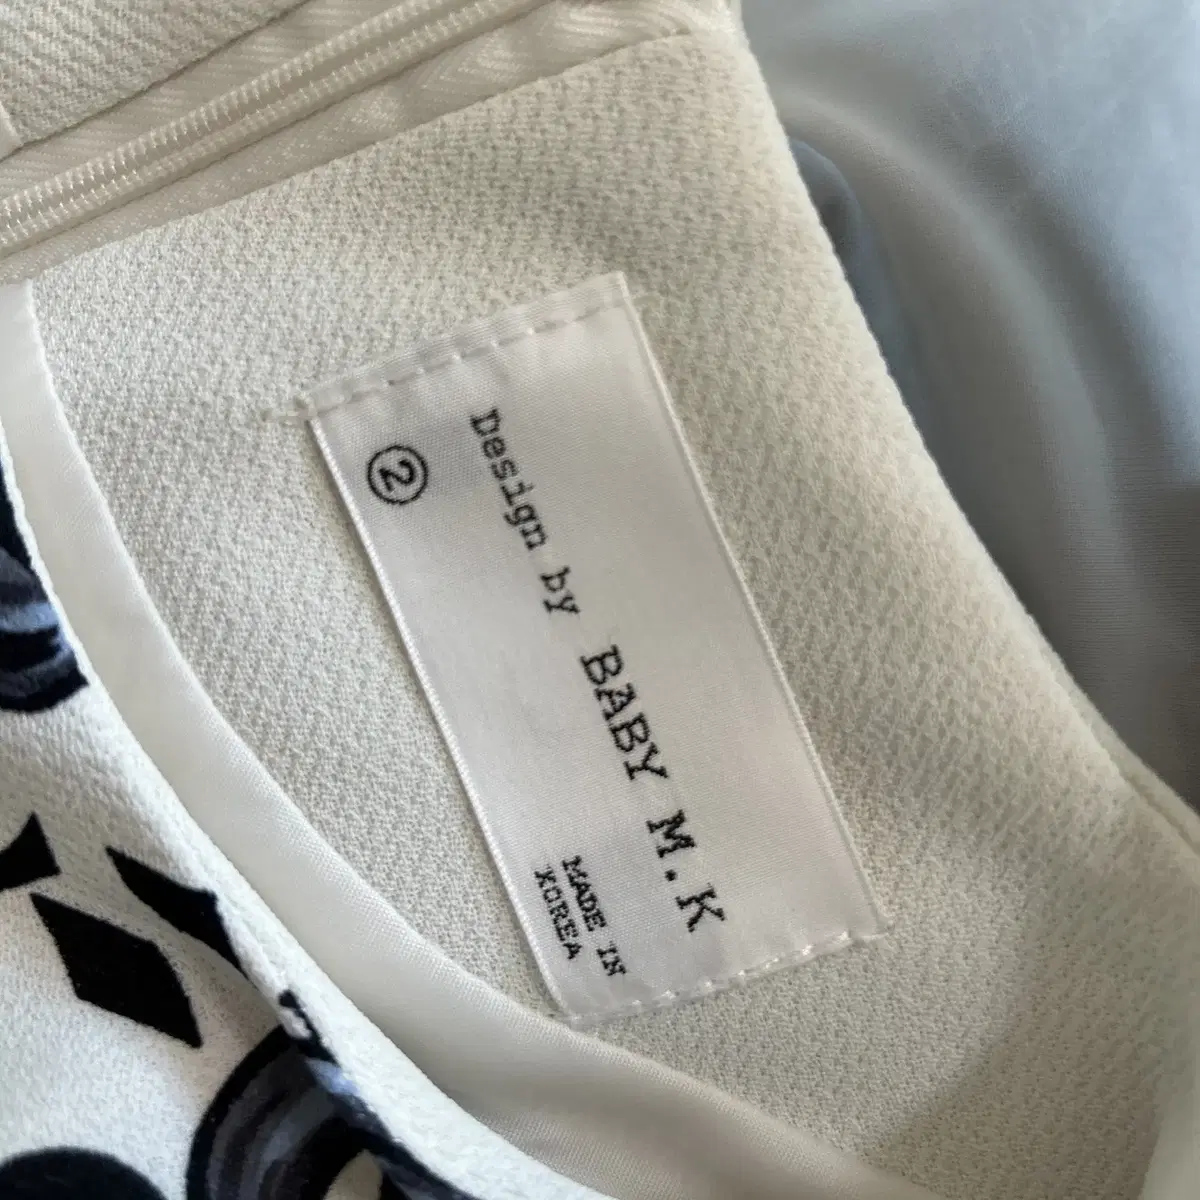 Design by BABY M.K
②
MADE IN
KOREA